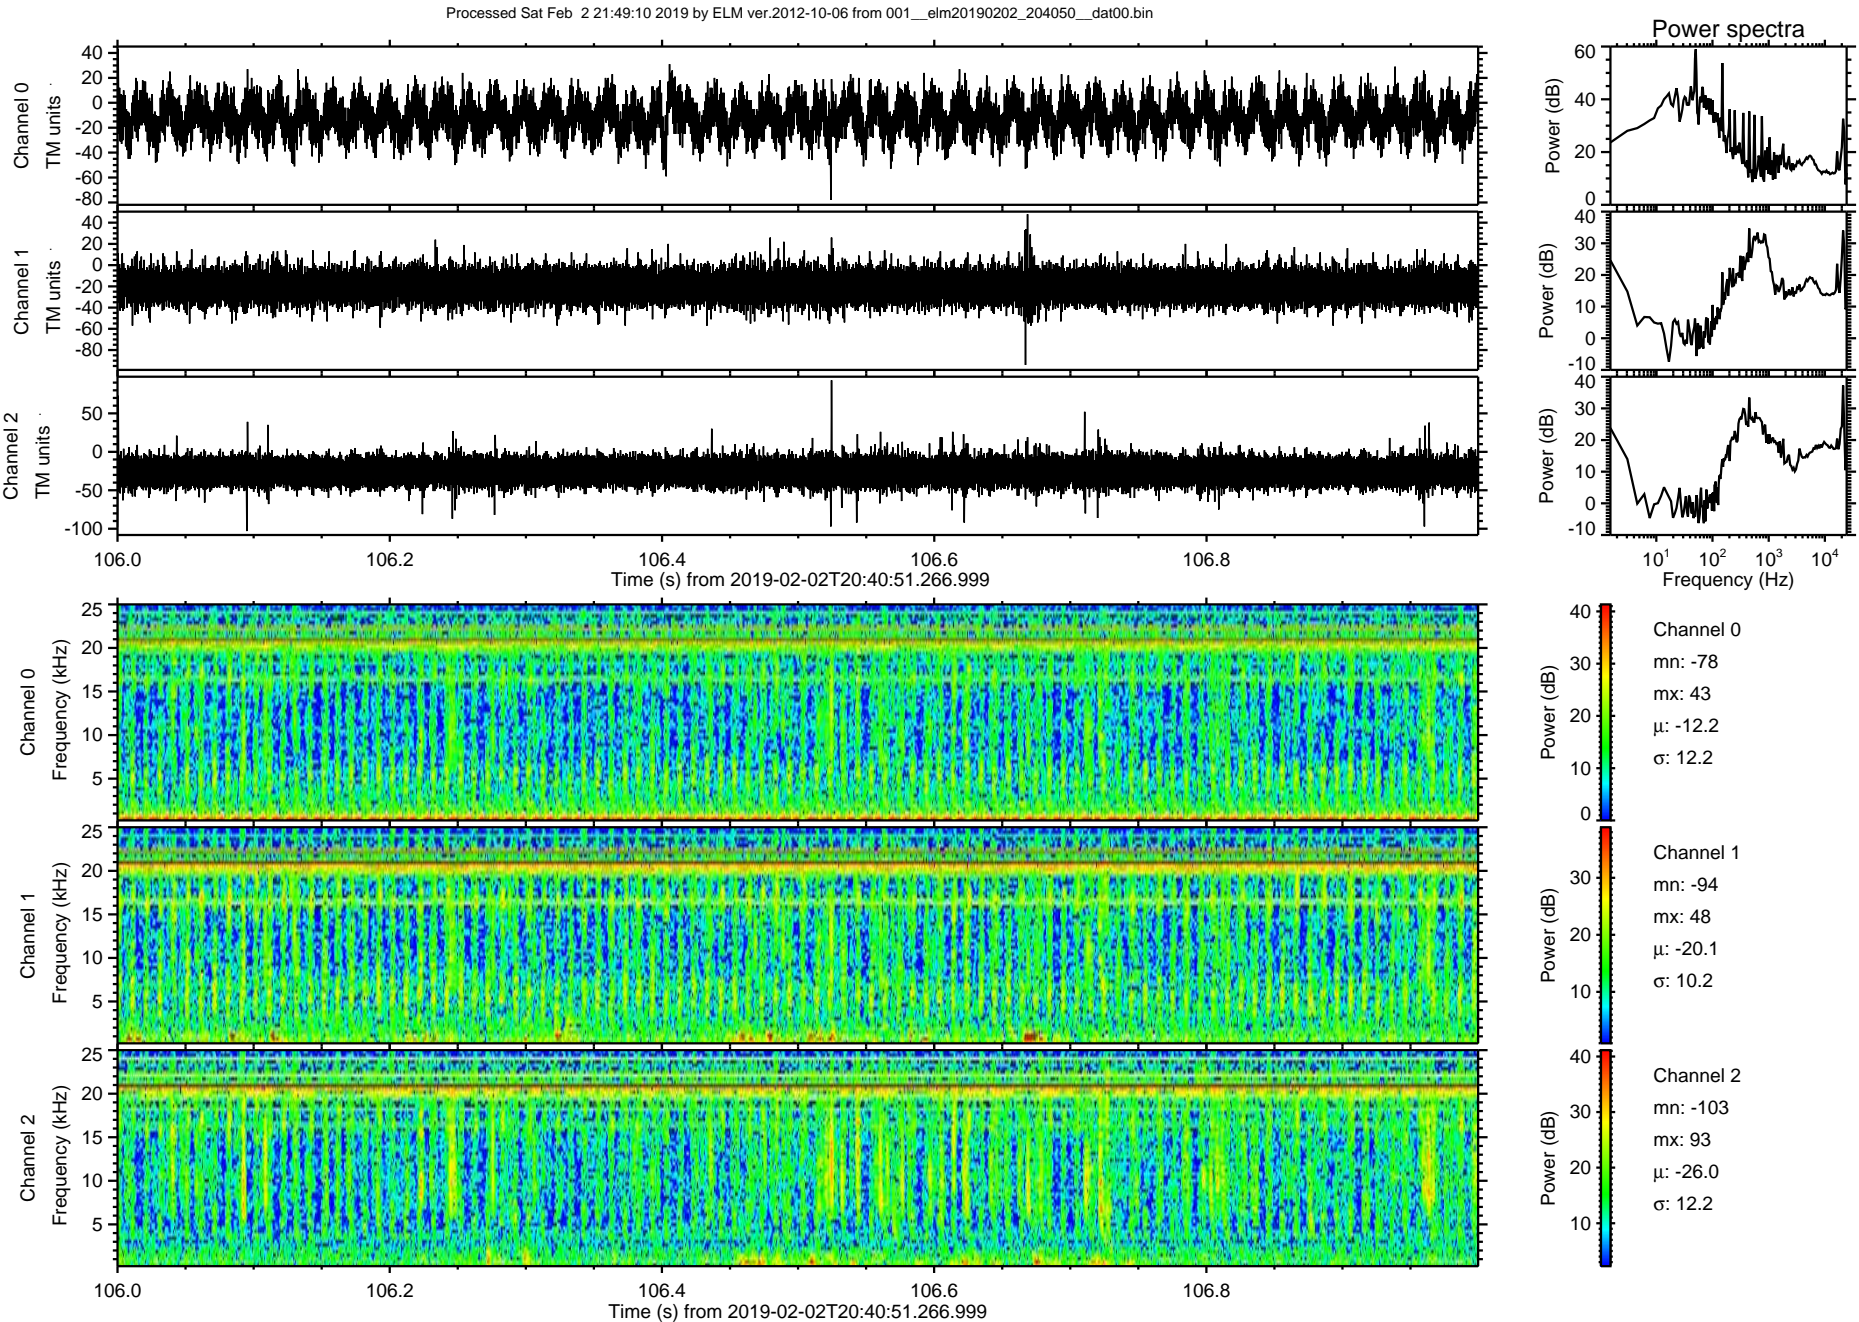 Processed Sat Feb  2 21:49:10 2019 by ELM ver.2012-10-06 from 001__elm20190202_204050__dat00.bin
Power spectra
Channel 0
TM units
40
20
0
-20
-40
-60
-80
Power (dB)
60
40
20
0
Channel 1
TM units
40
20
0
-20
-40
-60
-80
Power (dB)
40
30
20
10
0
-10
Channel 2
TM units
50
0
-50
-100
Power (dB)
40
30
20
10
0
-10
106.0 106.2 106.4 106.6 106.8
Time (s) from 2019-02-02T20:40:51.266.999
10¹ 10² 10³ 10⁴
Frequency (Hz)
Channel 0
Frequency (kHz)
25
20
15
10
5
Power (dB)
40
30
20
10
0
Channel 0
mn: -78
mx: 43
µ: -12.2
σ: 12.2
Channel 1
Frequency (kHz)
25
20
15
10
5
Power (dB)
30
20
10
Channel 1
mn: -94
mx: 48
µ: -20.1
σ: 10.2
Channel 2
Frequency (kHz)
25
20
15
10
5
Power (dB)
40
30
20
10
Channel 2
mn: -103
mx: 93
µ: -26.0
σ: 12.2
106.0 106.2 106.4 106.6 106.8
Time (s) from 2019-02-02T20:40:51.266.999